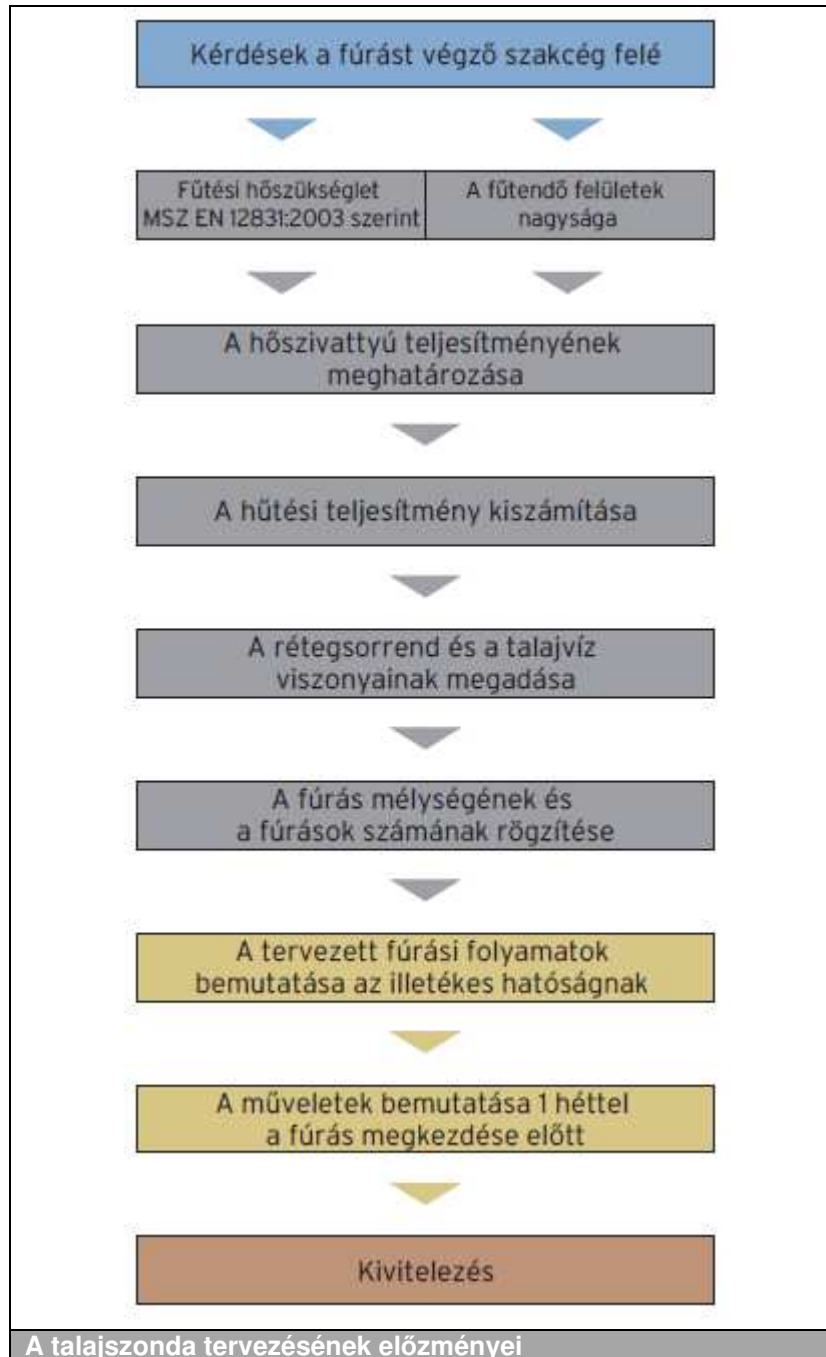 Kérdések a fúrást végző szakcég felé
Fűtési hőszükséglet
MSZ EN 12831:2003 szerint
A fűtendő felületek
nagysága
A hőszivattyú teljesítményének
meghatározása
A hűtési teljesítmény kiszámítása
A rétegsorrend és a talajvíz
viszonyainak megadása
A fúrás mélységének és
a fúrások számának rögzítése
A tervezett fúrási folyamatok
bemutatása az illetékes hatóságnak
A műveletek bemutatása 1 héttel
a fúrás megkezdése előtt
Kivitelezés
A talajszonda tervezésének előzményei